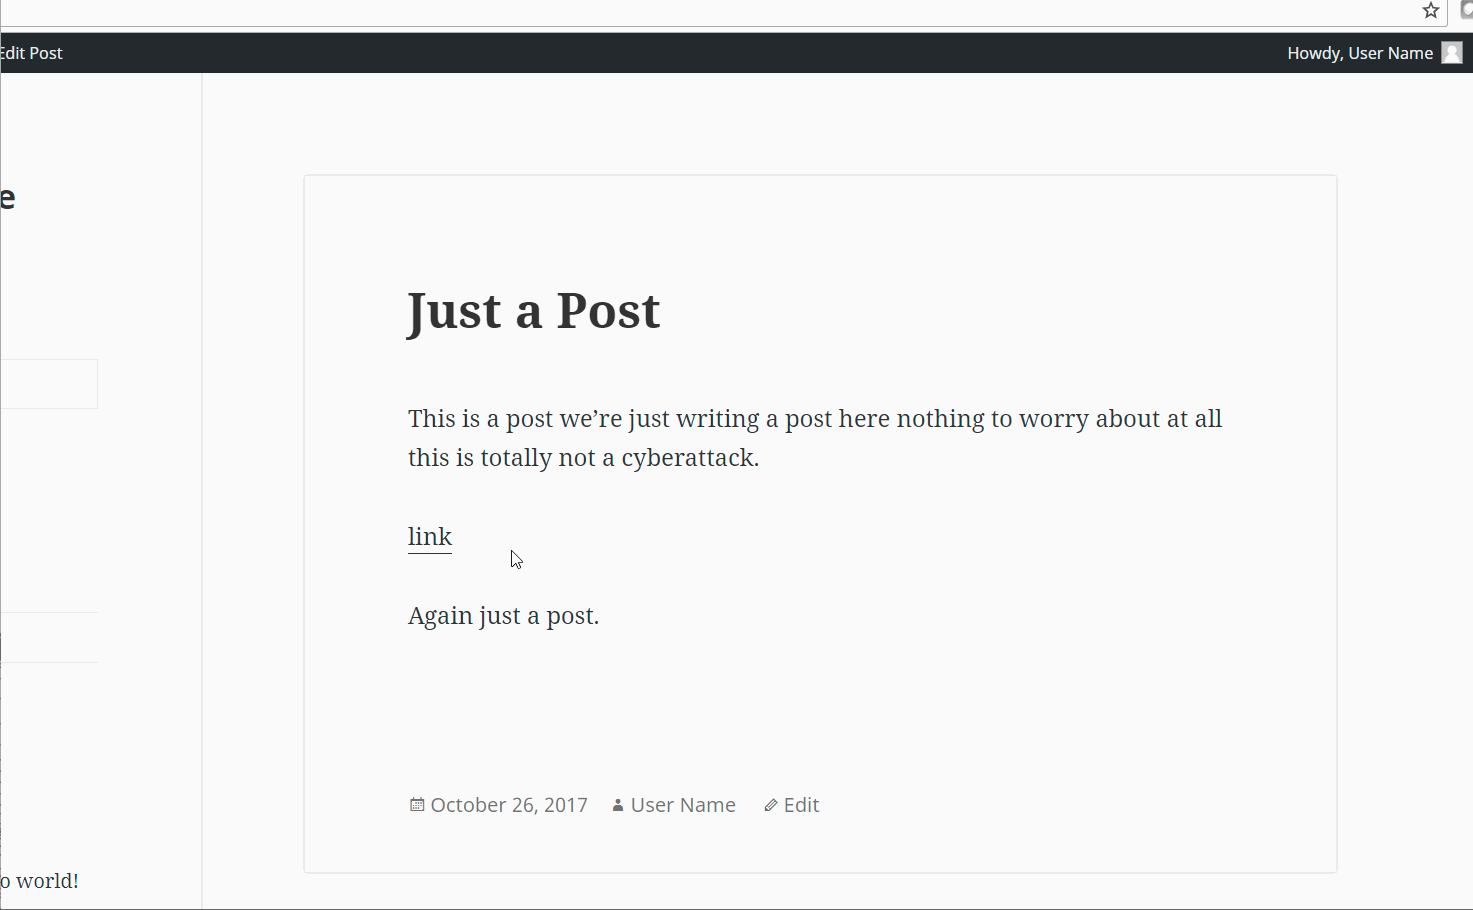 Edit Post
Howdy, User Name
e
Just a Post
This is a post we’re just writing a post here nothing to worry about at all
this is totally not a cyberattack.
link
Again just a post.
October 26, 2017 User Name Edit
o world!